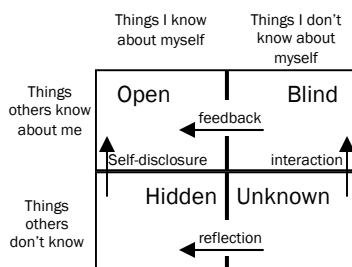 Things I know
about myself
Things I don't
know about
myself
Things
others know
about me
Open
Blind
feedback
Self-disclosure
interaction
Things
others
don't know
Hidden
Unknown
reflection